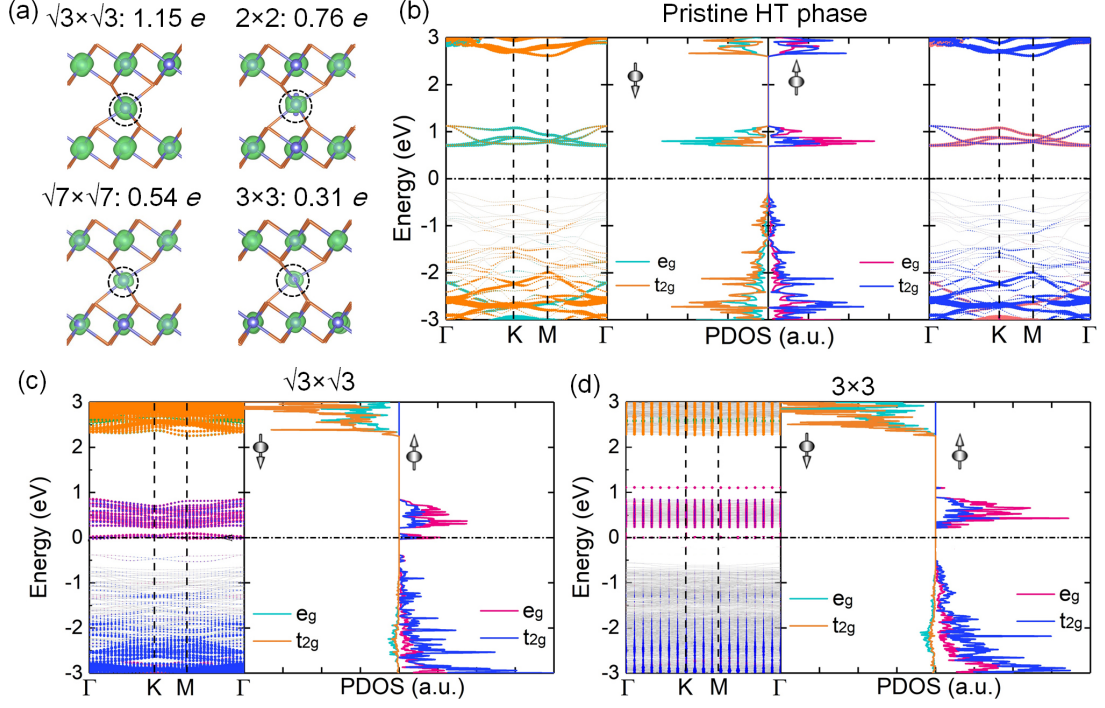 (a)
√3×√3: 1.15 e
2×2: 0.76 e
√7×√7: 0.54 e
3×3: 0.31 e
(b)
Pristine HT phase
Energy (eV)
3
2
1
0
-1
-2
-3
Γ K M Γ
eg
t2g
PDOS (a.u.)
eg
t2g
Γ K M Γ
(c)
√3×√3
Energy (eV)
3
2
1
0
-1
-2
-3
Γ K M Γ
eg
t2g
PDOS (a.u.)
eg
t2g
(d)
3×3
Energy (eV)
3
2
1
0
-1
-2
-3
Γ K M Γ
eg
t2g
PDOS (a.u.)
eg
t2g